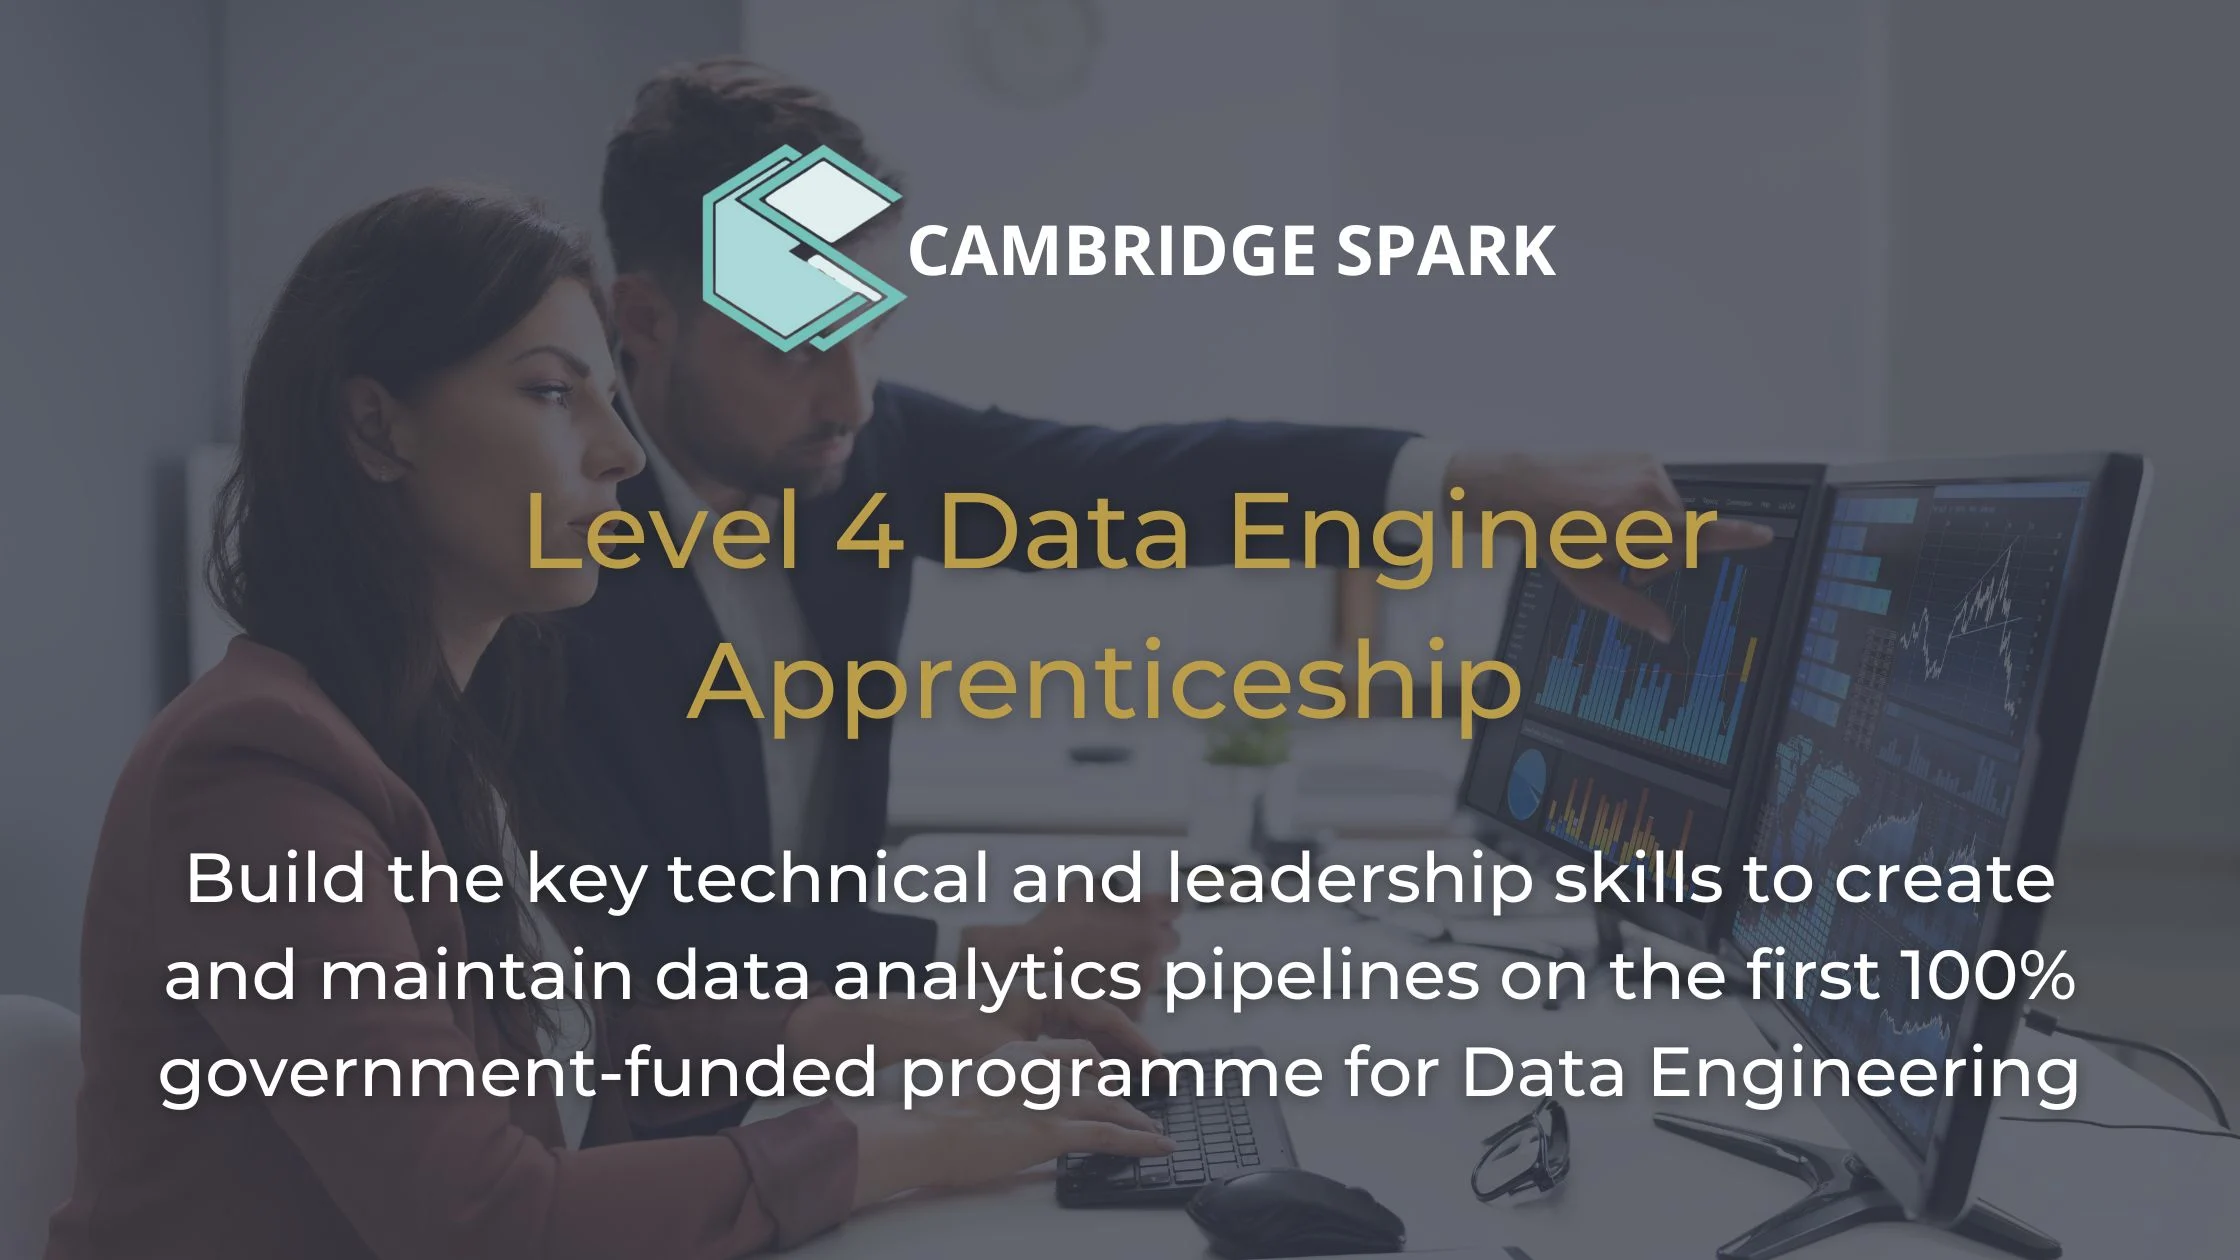 CAMBRIDGE SPARK
Level 4 Data Engineer
Apprenticeship
Build the key technical and leadership skills to create
and maintain data analytics pipelines on the first 100%
government-funded programme for Data Engineering